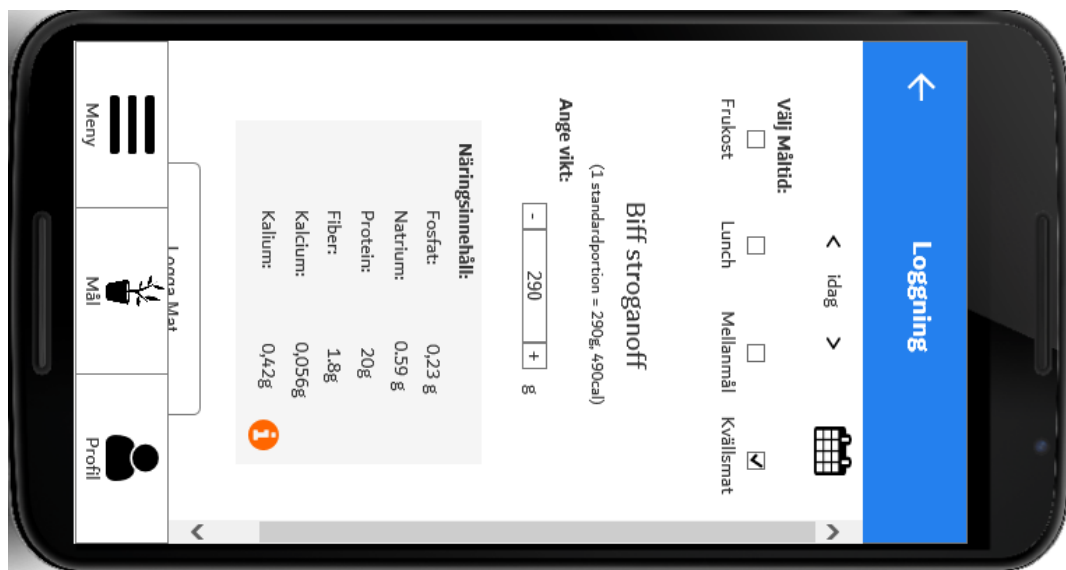 Loggning
< idag >
Välj Måltid:
Frukost Lunch Mellanmål Kvällsmat
Biff stroganoff
(1 standardportion = 290g, 490cal)
Ange vikt:
- 290 + g
Näringsinnehåll:
Fosfat: 0,23 g
Natrium: 0.59 g
Protein: 20g
Fiber: 1.8g
Kalcium: 0,056g
Kalium: 0,42g
i
Logga Mat
Meny Mål Profil